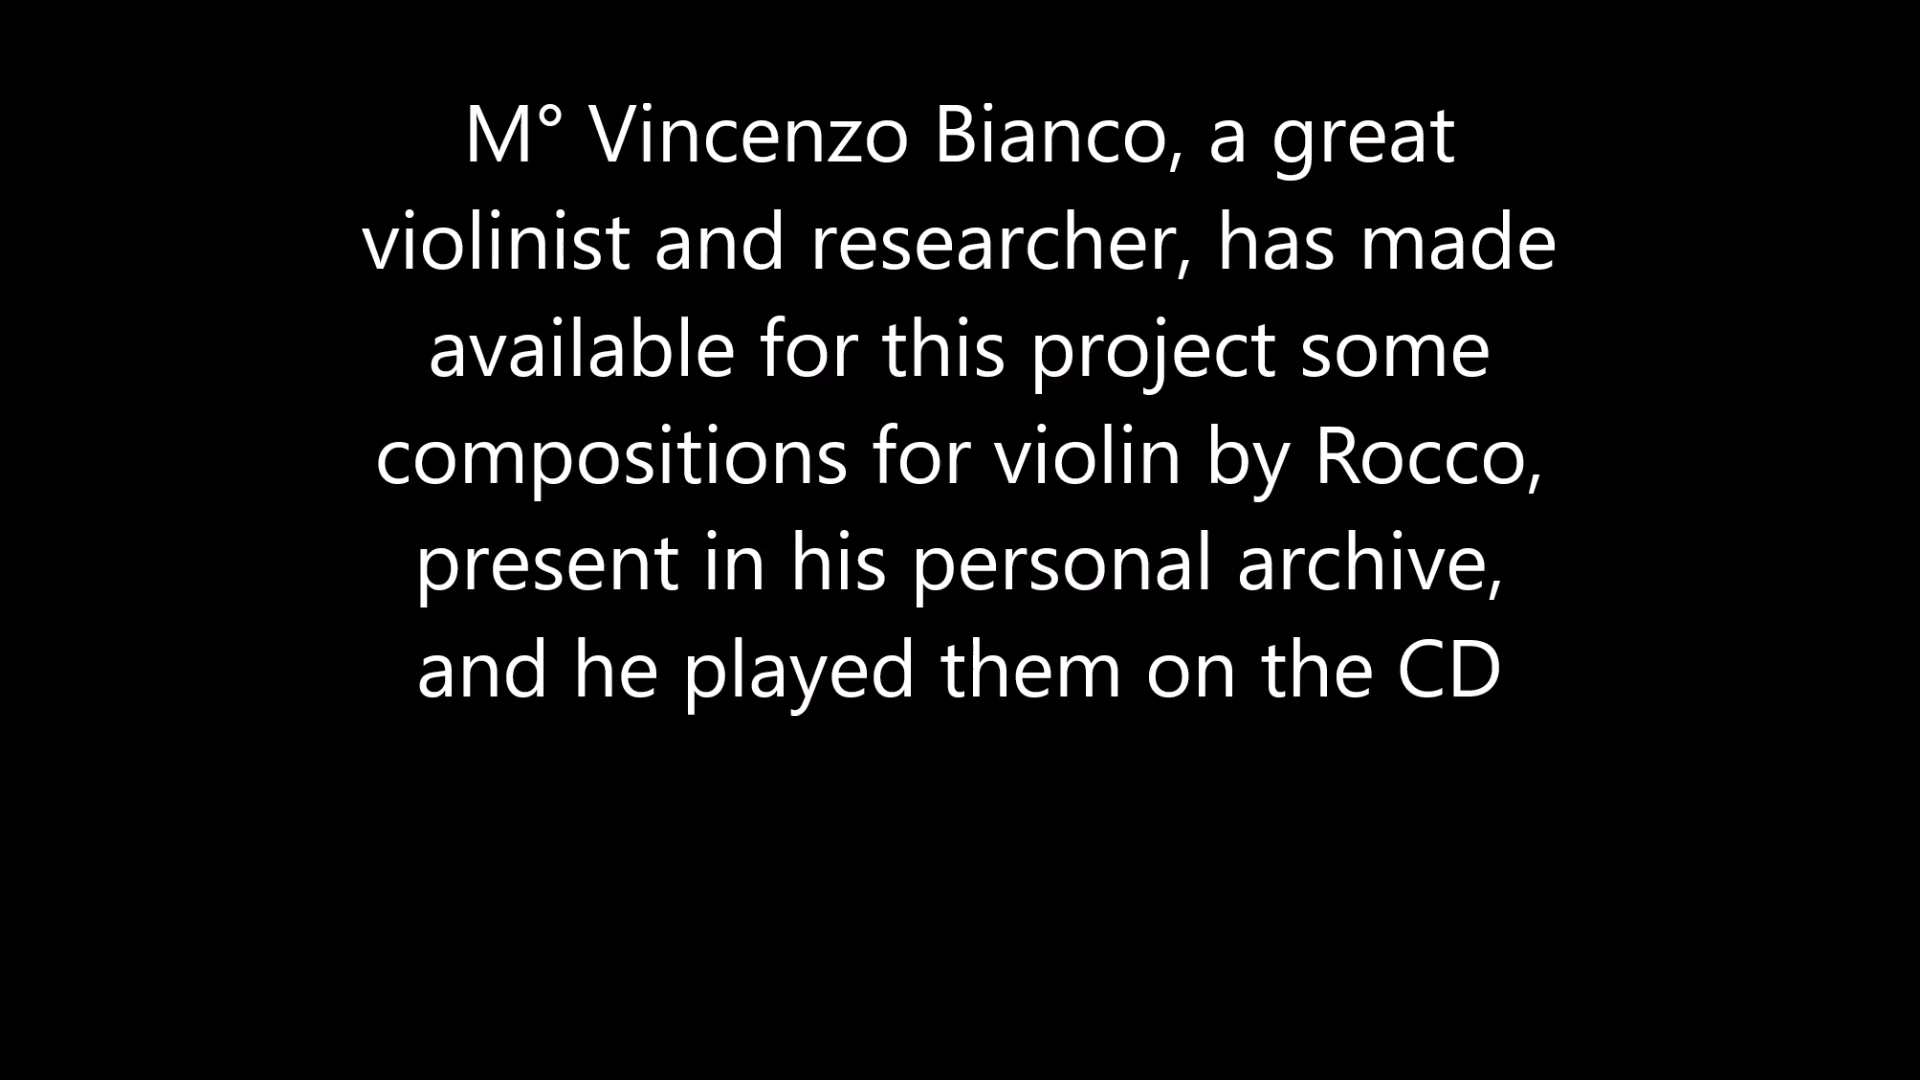 M° Vincenzo Bianco, a great
violinist and researcher, has made
available for this project some
compositions for violin by Rocco,
present in his personal archive,
and he played them on the CD